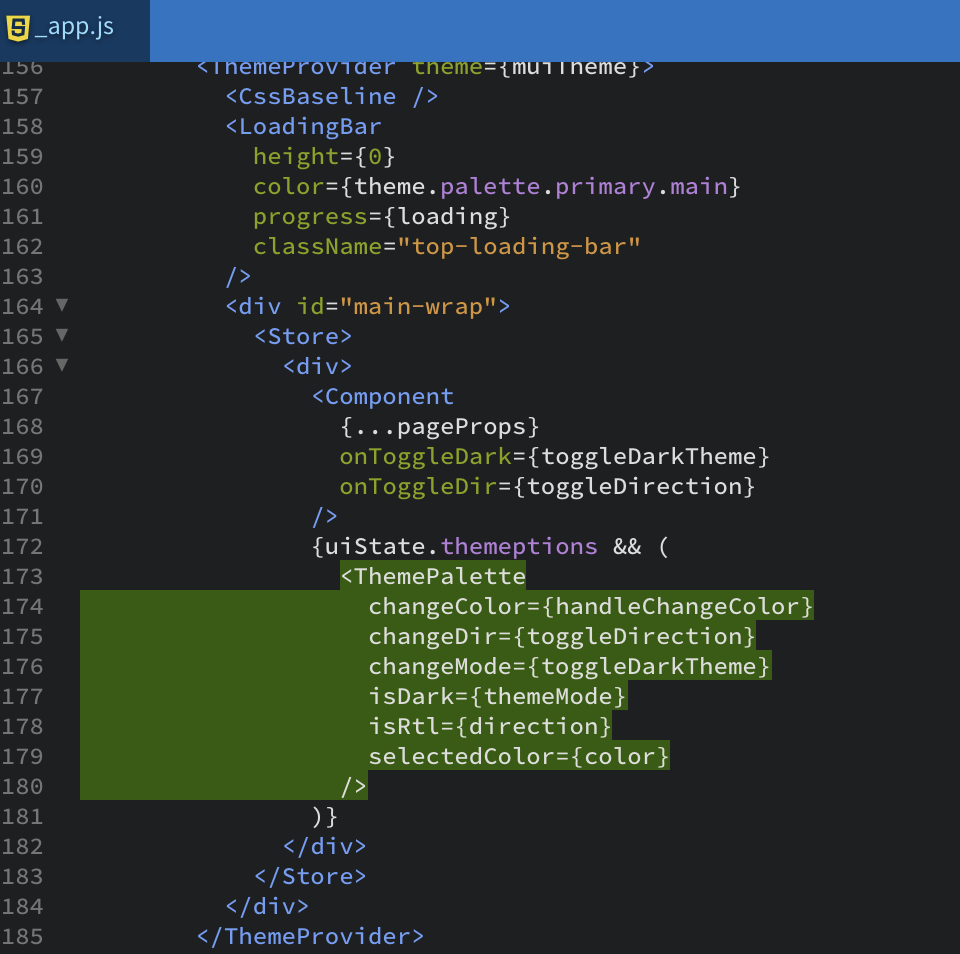 _app.js
156 <ThemeProvider theme={muiTheme}>
157 <CssBaseline />
158 <LoadingBar
159 height={0}
160 color={theme.palette.primary.main}
161 progress={loading}
162 className="top-loading-bar"
163 />
164 <div id="main-wrap">
165 <Store>
166 <div>
167 <Component
168 {...pageProps}
169 onToggleDark={toggleDarkTheme}
170 onToggleDir={toggleDirection}
171 />
172 {uiState.themeptions && (
173 <ThemePalette
174 changeColor={handleChangeColor}
175 changeDir={toggleDirection}
176 changeMode={toggleDarkTheme}
177 isDark={themeMode}
178 isRtl={direction}
179 selectedColor={color}
180 />
181 )}
182 </div>
183 </Store>
184 </div>
185 </ThemeProvider>